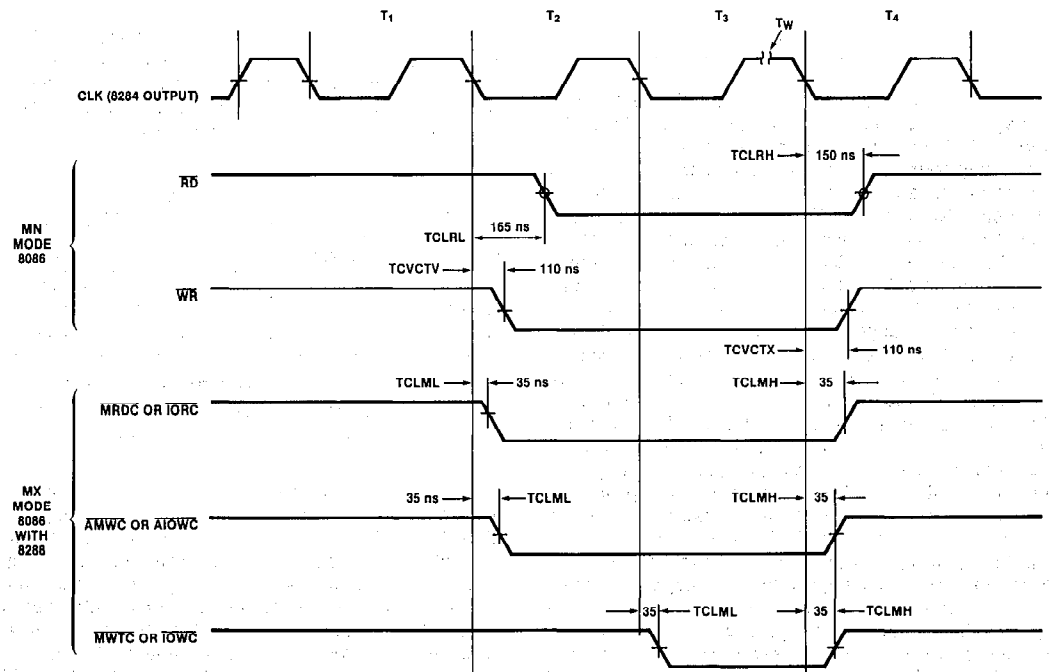 T1 T2 T3 TW T4
CLK (8284 OUTPUT)
TCLRH 150 ns
RD
MN
MODE
8086
TCLRL 165 ns
TCVCTV 110 ns
WR
TCVCTX 110 ns
TCLML 35 ns TCLMH 35
MRDC OR IORC
MX
MODE
8086
WITH
8288
35 ns TCLML TCLMH 35
AMWC OR AIOWC
35 TCLML 35 TCLMH
MWTC OR IOWC